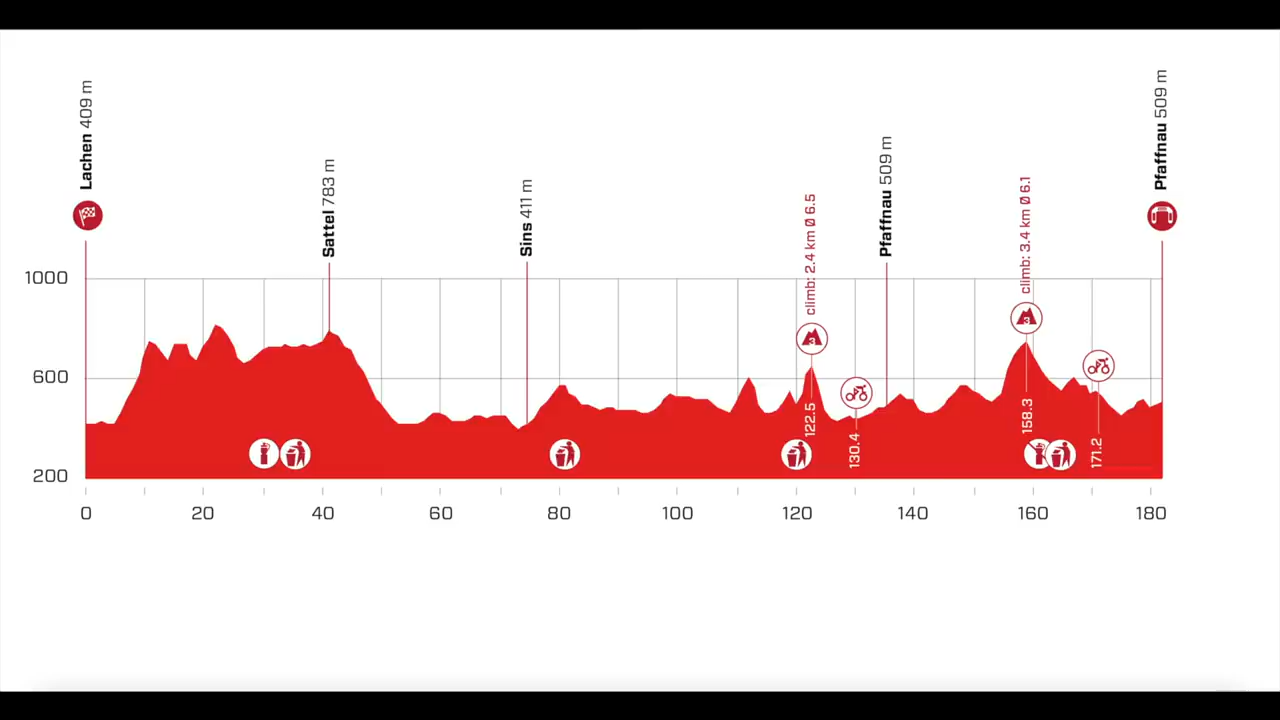 Lachen 409 m
Sattel 783 m
Sins 411 m
climb: 2.4 km Ø 6.5
Pfaffnau 509 m
climb: 3.4 km Ø 6.1
Pfaffnau 509 m
1000
600
200
3
3
122.5
130.4
158.3
171.2
0
20
40
60
80
100
120
140
160
180